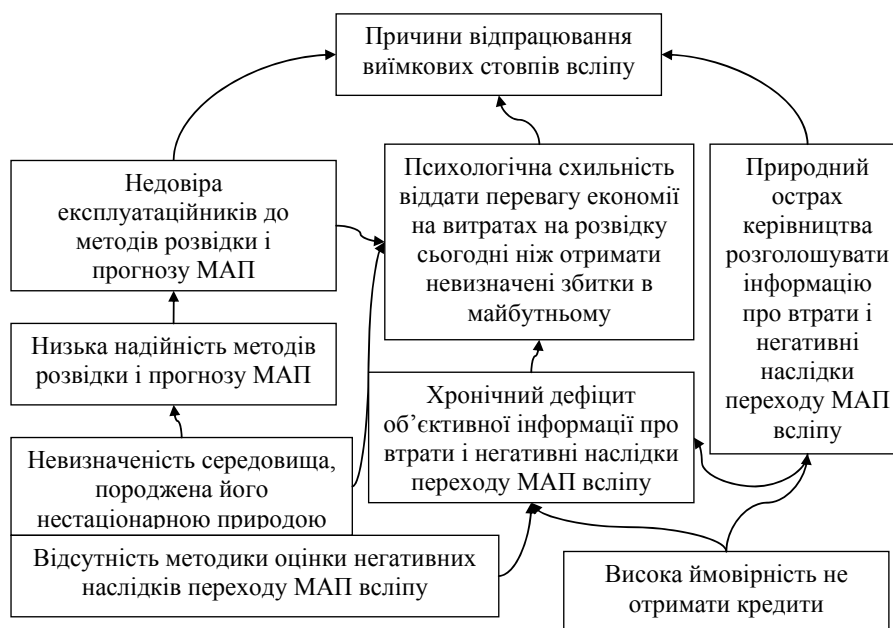 Причини відпрацювання
виїмкових стовпів всліпу
Недовіра
експлуатаційників до
методів розвідки і
прогнозу МАП
Психологічна схильність
віддати перевагу економії
на витратах на розвідку
сьогодні ніж отримати
невизначені збитки в
майбутньому
Природний
острах
керівництва
розголошувати
інформацію
про втрати і
негативні
наслідки
переходу МАП
всліпу
Низька надійність методів
розвідки і прогнозу МАП
Хронічний дефіцит
об’єктивної інформації про
втрати і негативні наслідки
переходу МАП всліпу
Невизначеність середовища,
породжена його
нестаціонарною природою
Відсутність методики оцінки негативних
наслідків переходу МАП всліпу
Висока ймовірність не
отримати кредити